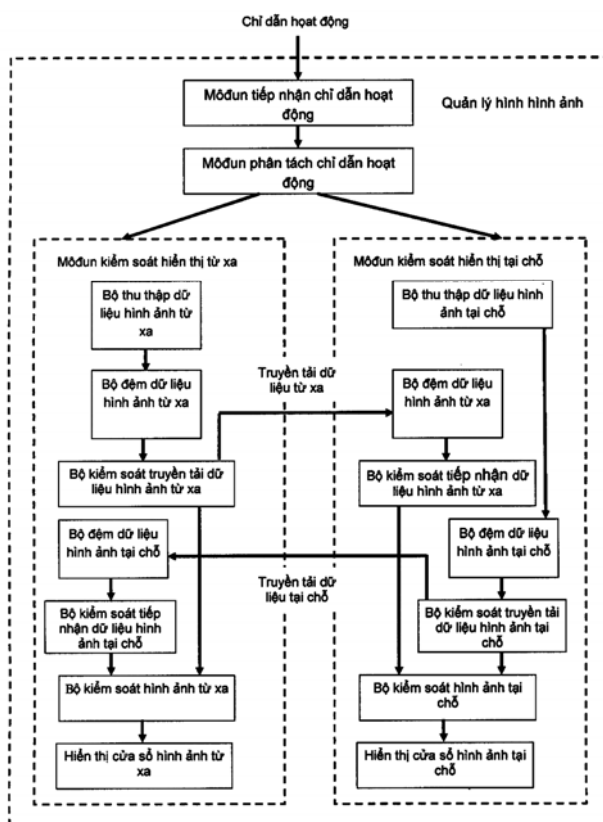 Chỉ dẫn họat động
Môđun tiếp nhận chỉ dẫn hoạt
động
Quản lý hình hình ảnh
Môđun phân tách chỉ dẫn hoạt
động
Môđun kiểm soát hiển thị từ xa
Bộ thu thập dữ
liệu hình ảnh từ
xa
Bộ đệm dữ liệu
hình ảnh từ xa
Bộ kiểm soát truyền tải dữ
liệu hình ảnh từ xa
Bộ đệm dữ liệu
hình ảnh tại chỗ
Bộ kiểm soát tiếp
nhận dữ liệu hình
ảnh tại chỗ
Bộ kiểm soát hình ảnh từ xa
Hiển thị cửa sổ hình ảnh từ
xa
Truyền tải dữ
liệu từ xa
Truyền tải dữ
liệu tại chỗ
Môđun kiểm soát hiển thị tại chỗ
Bộ thu thập dữ liệu hình
ảnh tại chỗ
Bộ đệm dữ liệu
hình ảnh từ xa
Bộ kiểm soát tiếp nhận dữ
liệu hình ảnh từ xa
Bộ đệm dữ liệu
hình ảnh tại chỗ
Bộ kiểm soát truyền tải
dữ liệu hình ảnh tại
chỗ
Bộ kiểm soát hình ảnh tại
chỗ
Hiển thị cửa sổ hình ảnh tại
chỗ